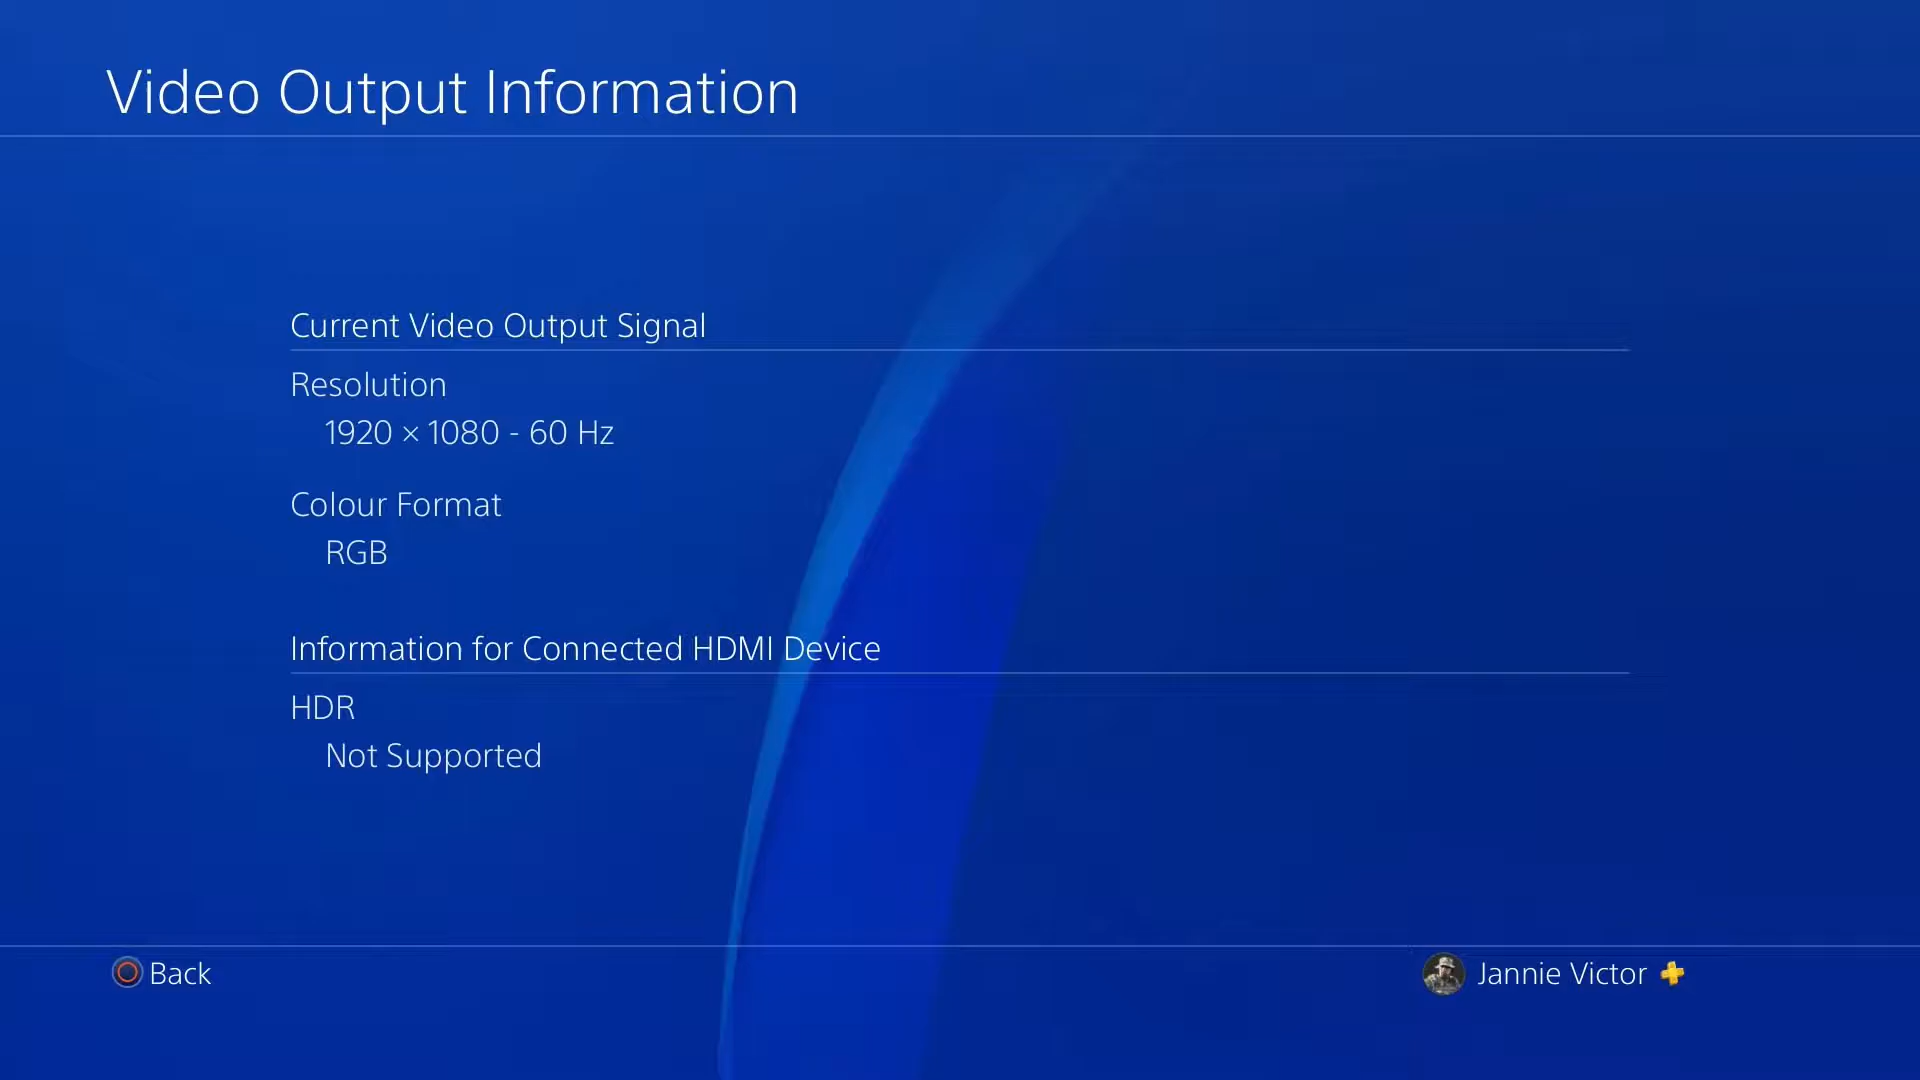 Video Output Information
Current Video Output Signal
Resolution
1920 × 1080 - 60 Hz
Colour Format
RGB
Information for Connected HDMI Device
HDR
Not Supported
Back
Jannie Victor